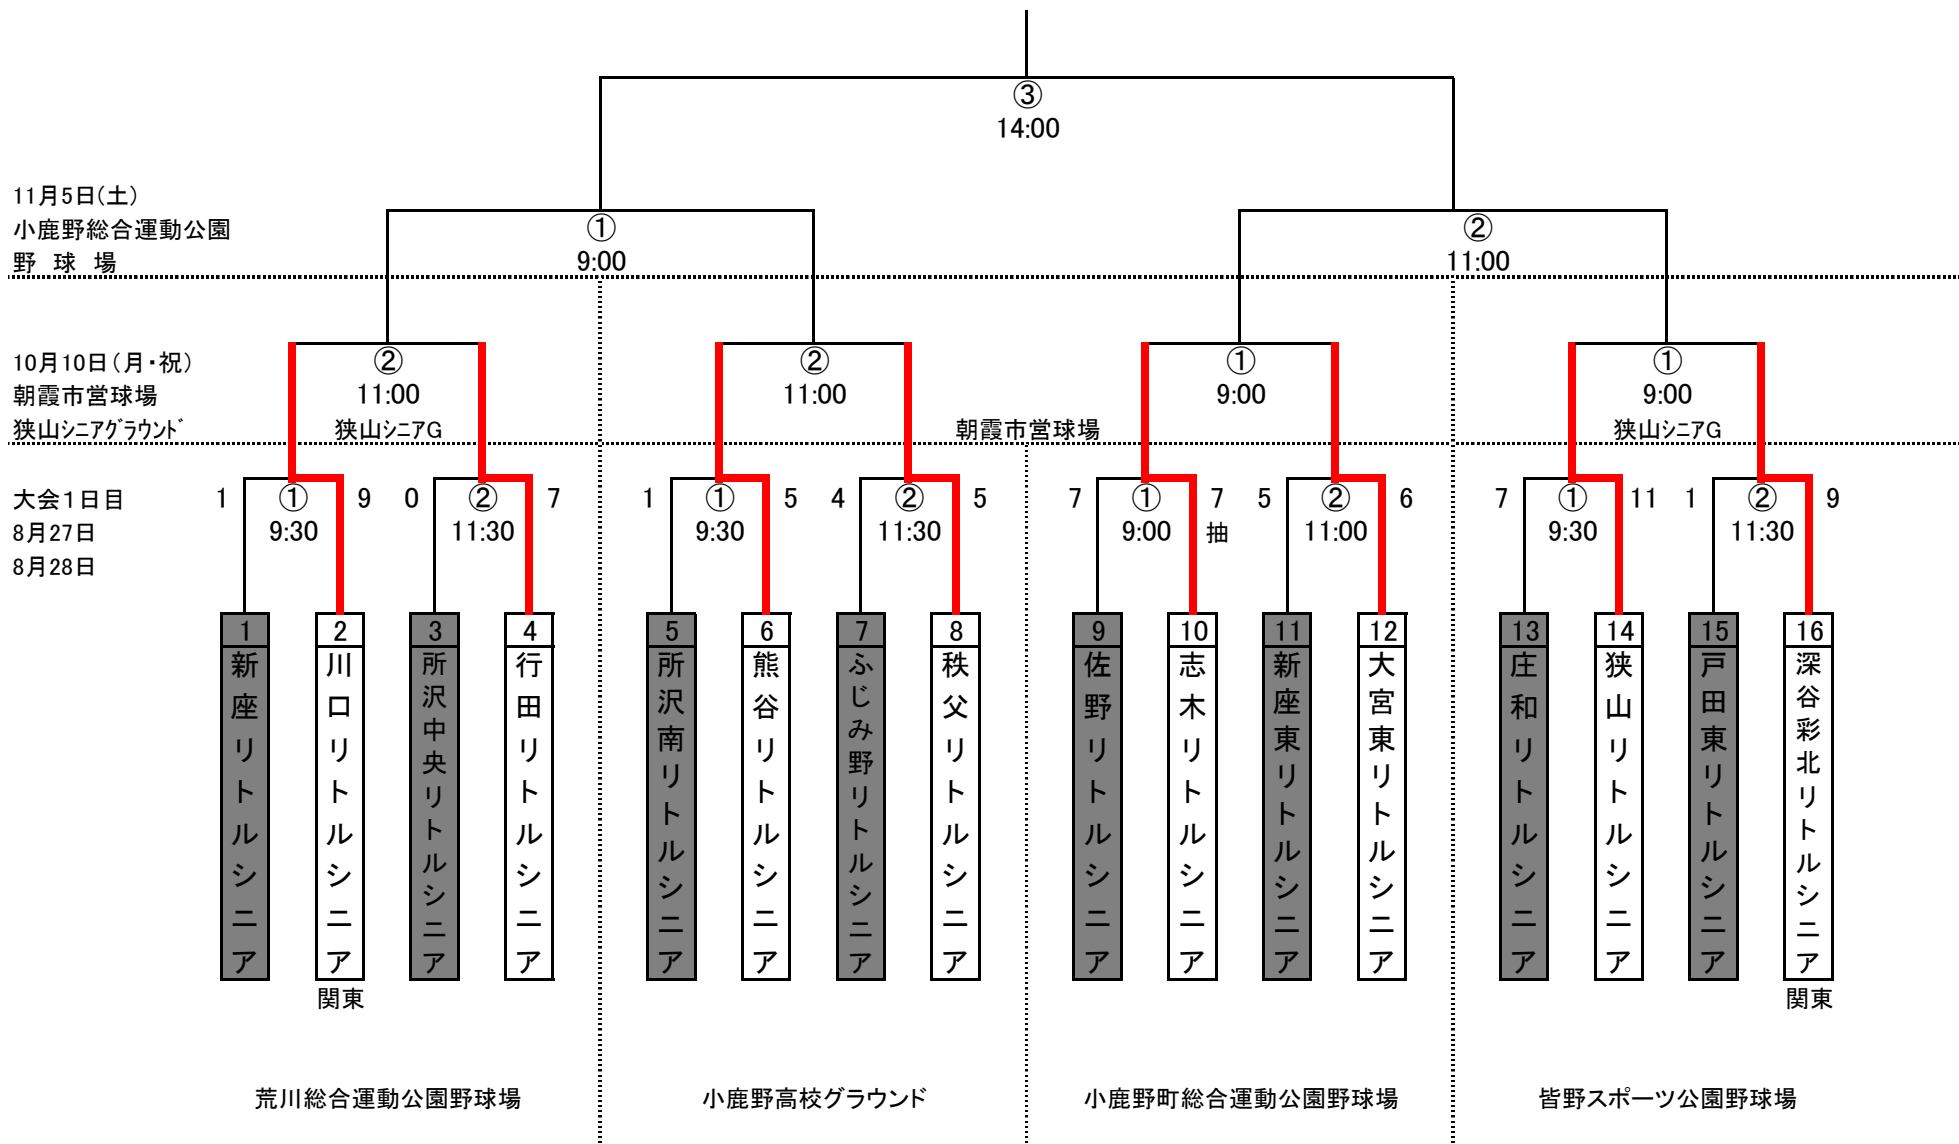 ③
14:00
11月5日(土)
小鹿野総合運動公園
野 球 場
①
9:00
②
11:00
10月10日(月・祝)
朝霞市営球場
狭山ｼﾆｱｸﾞﾗｳﾝﾄﾞ
②
11:00
狭山ｼﾆｱG
②
11:00
朝霞市営球場
①
9:00
①
9:00
狭山ｼﾆｱG
大会１日目
8月27日
8月28日
1 ① 9
9:30
0 ② 7
11:30
1 ① 5
9:30
4 ② 5
11:30
7 ① 7
9:00 抽
5 ② 6
11:00
7 ① 11
9:30
1 ② 9
11:30
1
新座リトルシニア
2
川口リトルシニア
関東
3
所沢中央リトルシニア
4
行田リトルシニア
5
所沢南リトルシニア
6
熊谷リトルシニア
7
ふじみ野リトルシニア
8
秩父リトルシニア
9
佐野リトルシニア
10
志木リトルシニア
11
新座東リトルシニア
12
大宮東リトルシニア
13
庄和リトルシニア
14
狭山リトルシニア
15
戸田東リトルシニア
16
深谷彩北リトルシニア
関東
荒川総合運動公園野球場
小鹿野高校グラウンド
小鹿野町総合運動公園野球場
皆野スポーツ公園野球場